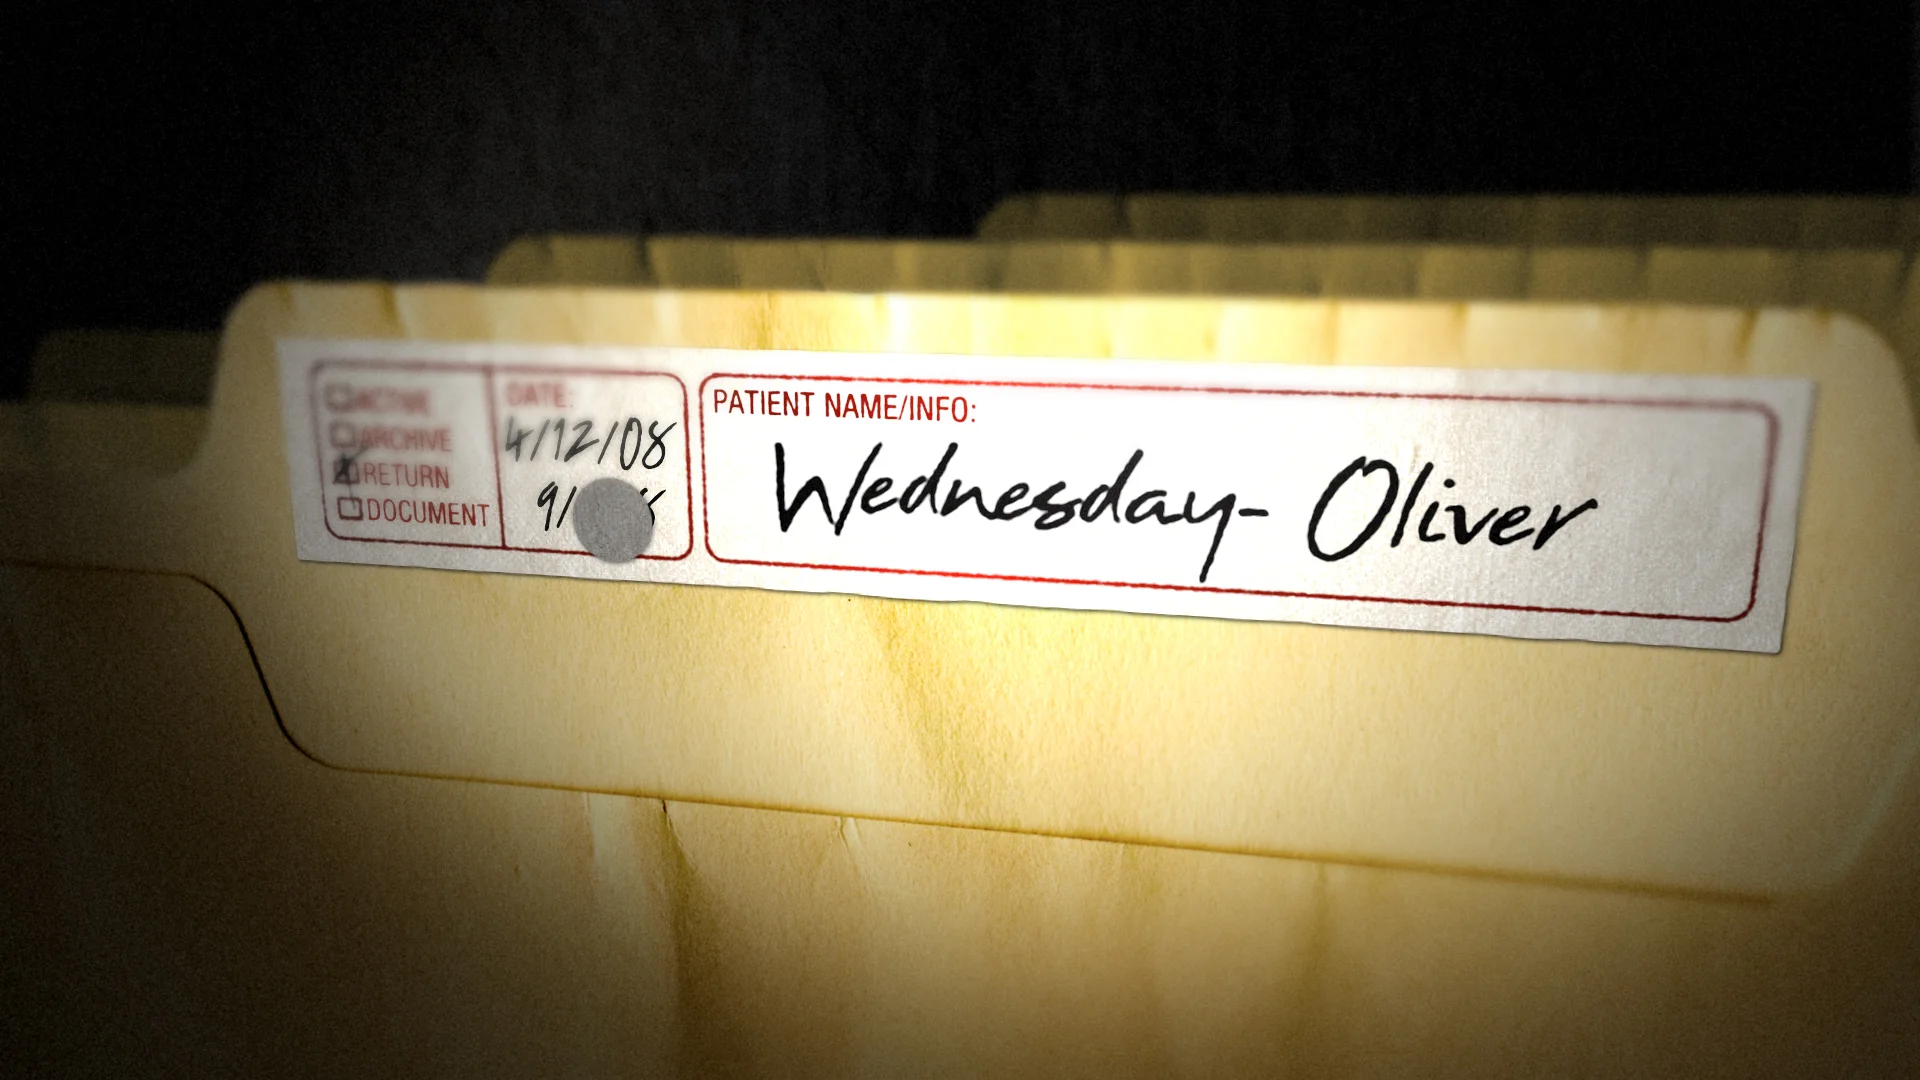 ACTIVE
ARCHIVE
RETURN
DOCUMENT
DATE:
4/12/08
PATIENT NAME/INFO:
Wednesday- Oliver